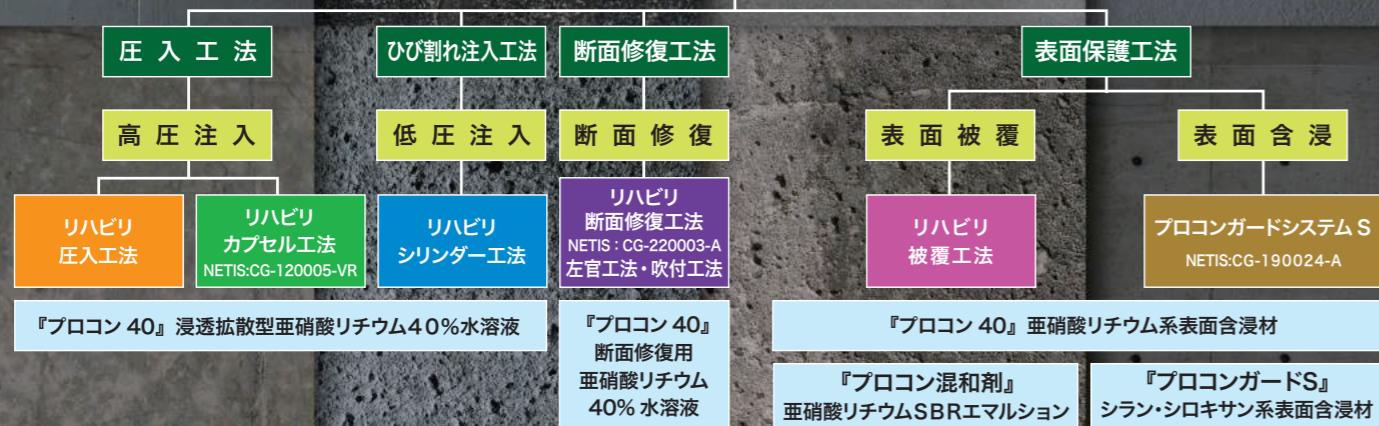 圧入工法
ひび割れ注入工法
断面修復工法
表面保護工法
高圧注入
低圧注入
断面修復
表面被覆
表面含浸
リハビリ
圧入工法
リハビリ
カプセル工法
NETIS:CG-120005-VR
リハビリ
シリンダー工法
リハビリ
断面修復工法
NETIS：CG-220003-A
左官工法・吹付工法
リハビリ
被覆工法
プロコンガードシステム S
NETIS:CG-190024-A
『プロコン 40』浸透拡散型亜硝酸リチウム40％水溶液
『プロコン 40』
断面修復用
亜硝酸リチウム
40% 水溶液
『プロコン 40』亜硝酸リチウム系表面含浸材
『プロコン混和剤』
亜硝酸リチウムSBRエマルション
『プロコンガードS』
シラン・シロキサン系表面含浸材